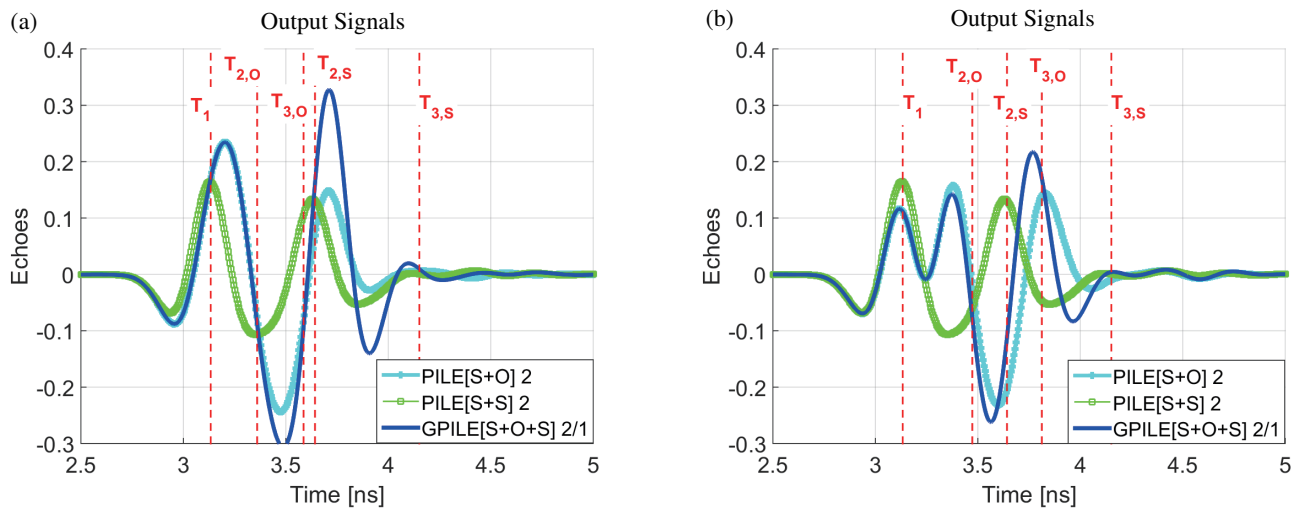 (a)
Output Signals
0.4
0.3
0.2
0.1
0
-0.1
-0.2
-0.3
Echoes
T1
T2,O
T3,O
T2,S
T3,S
PILE[S+O] 2
PILE[S+S] 2
GPILE[S+O+S] 2/1
2.5 3 3.5 4 4.5 5
Time [ns]
(b)
Output Signals
0.4
0.3
0.2
0.1
0
-0.1
-0.2
-0.3
Echoes
T1
T2,O
T2,S
T3,O
T3,S
PILE[S+O] 2
PILE[S+S] 2
GPILE[S+O+S] 2/1
2.5 3 3.5 4 4.5 5
Time [ns]